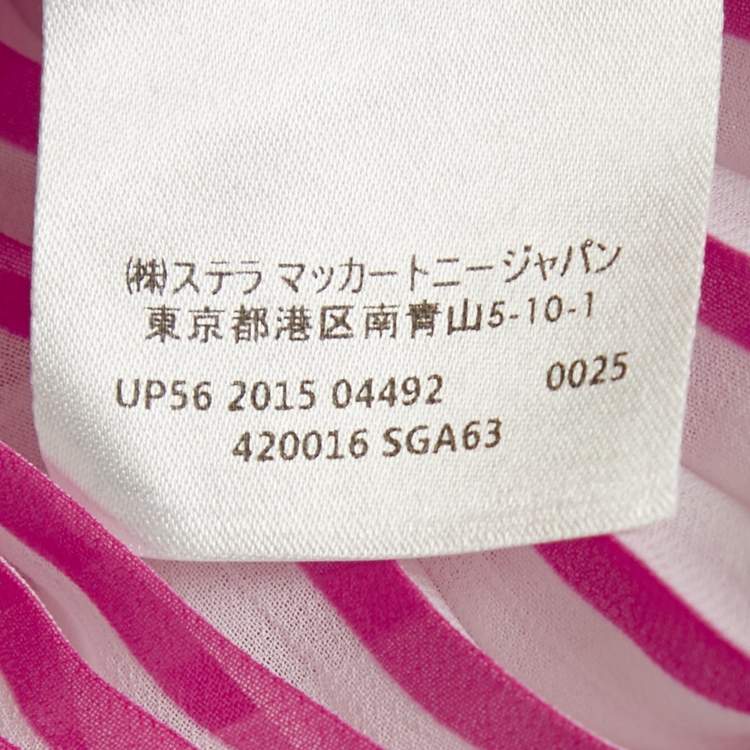 (株)ステラ マッカートニージャパン
東京都港区南青山5-10-1
UP56 2015 04492 0025
420016 SGA63